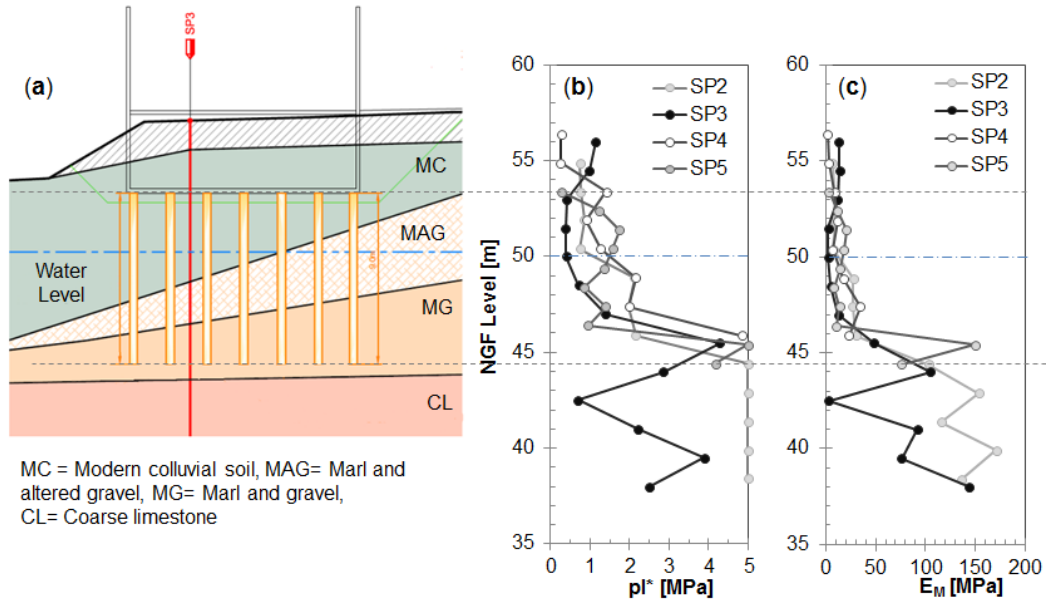 SP3
(a)
MC
MAG
Water
Level
MG
CL
MC = Modern colluvial soil, MAG= Marl and
altered gravel, MG= Marl and gravel,
CL= Coarse limestone
(b)
SP2
SP3
SP4
SP5
60
55
50
45
40
35
NGF Level [m]
0 1 2 3 4 5
pl* [MPa]
(c)
SP2
SP3
SP4
SP5
60
55
50
45
40
35
0 50 100 150 200
EM [MPa]